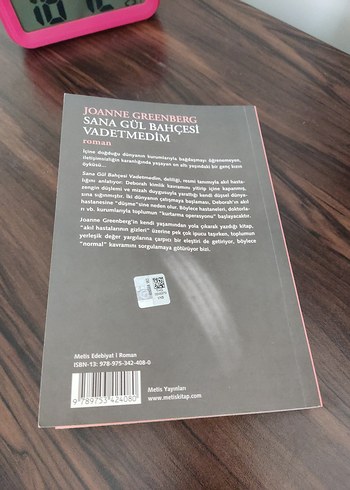 JOANNE GREENBERG
SANA GÜL BAHÇESİ
VADETMEDİM
roman
İçine doğduğu dünyanın kurumlarıyla bağdaşmayı öğrenemeyen,
iletişimsizliğin karanlığında yaşayan on altı yaşındaki bir genç kızın
öyküsü...
Sana Gül Bahçesi Vadetmedim, deliliği, resmi tanımıyla akıl hasta-
lığını anlatıyor: Deborah kimlik kavramını yitirip içine kapanmış,
zengin düşlemi ve mizah duygusuyla yarattığı kendi düşsel dünya-
sına sığınmıştır. İki dünyanın çatışmaya başlaması, Deborah'ın akıl
hastanesine "düşme"sine neden olur. Böylece hastaneleri, doktorla-
rı vb. kurumlarıyla toplumun "kurtarma operasyonu" başlayacaktır.
Joanne Greenberg'in kendi yaşamından yola çıkarak yazdığı kitap,
"akıl hastalarının gizleri" üzerine pek çok ipucu taşırken, toplumun
yerleşik değer yargılarına çarpıcı bir eleştiri de getiriyor, böylece
"normal" kavramını sorgulamaya götürüyor bizi.
Metis Edebiyat | Roman
ISBN-13: 978-975-342-408-0
9 789753 424080
Metis Yayınları
www.metiskitap.com